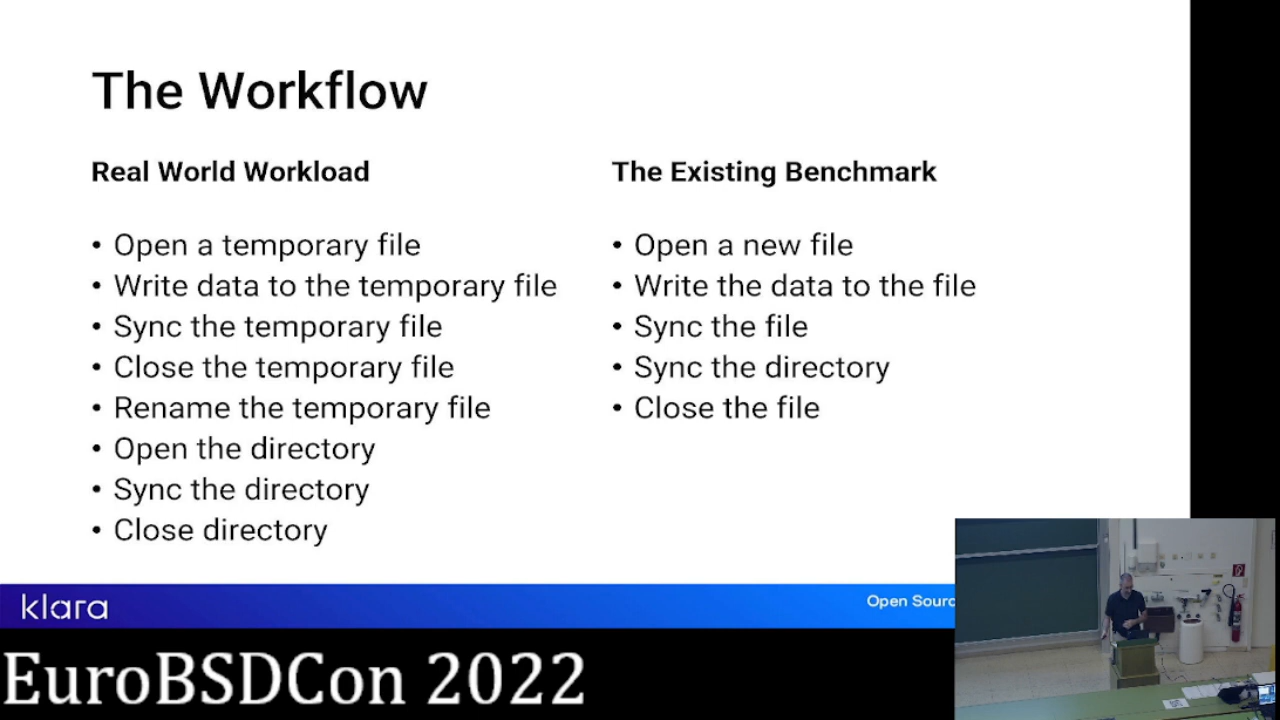 The Workflow
Real World Workload
• Open a temporary file
• Write data to the temporary file
• Sync the temporary file
• Close the temporary file
• Rename the temporary file
• Open the directory
• Sync the directory
• Close directory
The Existing Benchmark
• Open a new file
• Write the data to the file
• Sync the file
• Sync the directory
• Close the file
klara
Open Sourc
EuroBSDCon 2022